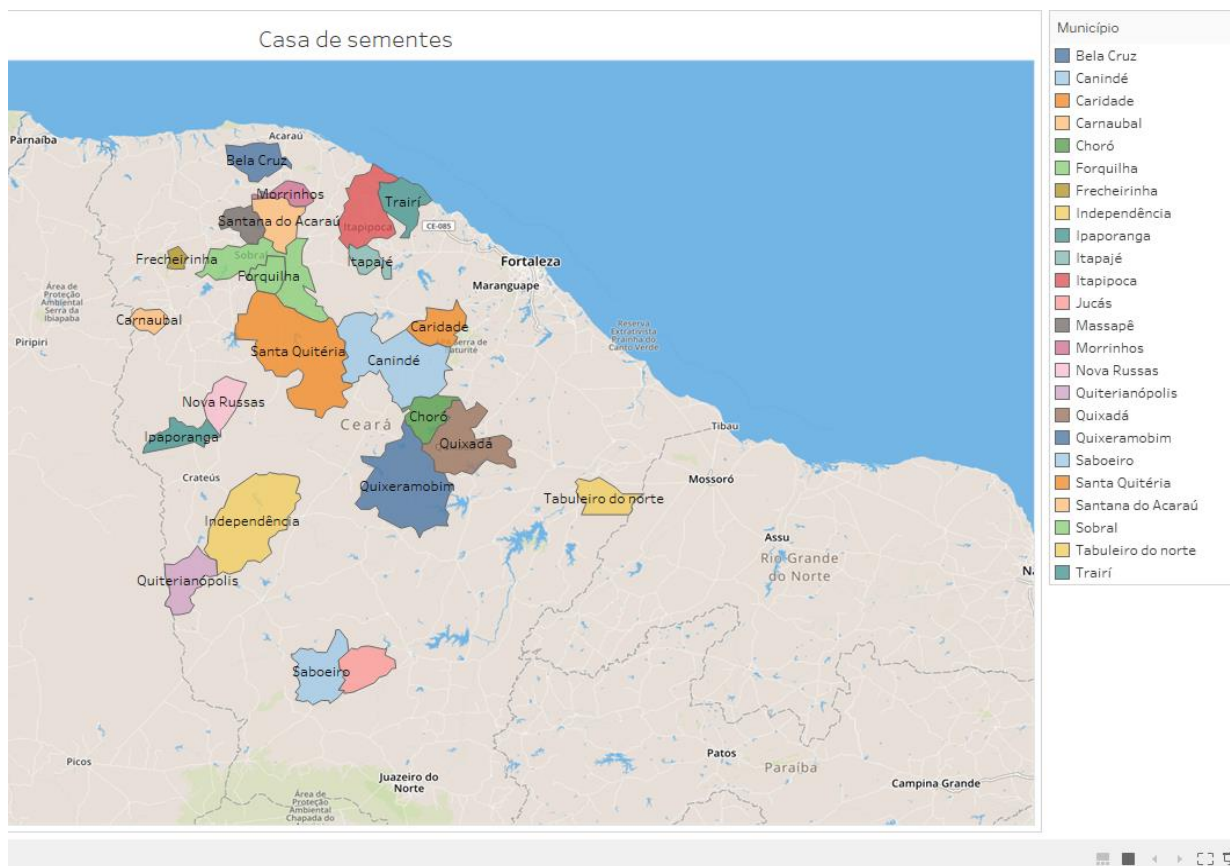 Casa de sementes
Parnaíba
Acaraú
Bela Cruz
Morrinhos
Santana do Acaraú
Trairí
Itapipoca
CE-085
Frecheirinha
Sobral
Forquilha
Itapajé
Fortaleza
Maranguape
Área de
Proteção
Ambiental
Serra da
Ibiapaba
Carnaubal
Piripiri
Caridade
Serra de
Reserva
Extrativista
Prainha do
Canto Verde
Santa Quitéria
Canindé
Nova Russas
Choró
Ceará
Ipaporanga
Quixadá
Tibau
Crateús
Quixeramobim
Mossoró
Tabuleiro do norte
Independência
Assu
Rio Grande
do Norte
Quiterianópolis
Saboeiro
Picos
Patos
Paraíba
Juazeiro do
Norte
Campina Grande
Área de
Proteção
Ambiental
Chapada do
Município
Bela Cruz
Canindé
Caridade
Carnaubal
Choró
Forquilha
Frecheirinha
Independência
Ipaporanga
Itapajé
Itapipoca
Jucás
Massapê
Morrinhos
Nova Russas
Quiterianópolis
Quixadá
Quixeramobim
Saboeiro
Santa Quitéria
Santana do Acaraú
Sobral
Tabuleiro do norte
Trairí